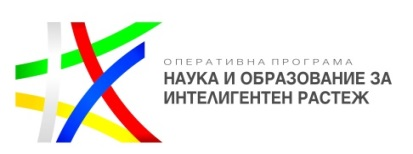 ОПЕРАТИВНА ПРОГРАМА
НАУКА И ОБРАЗОВАНИЕ ЗА
ИНТЕЛИГЕНТЕН РАСТЕЖ